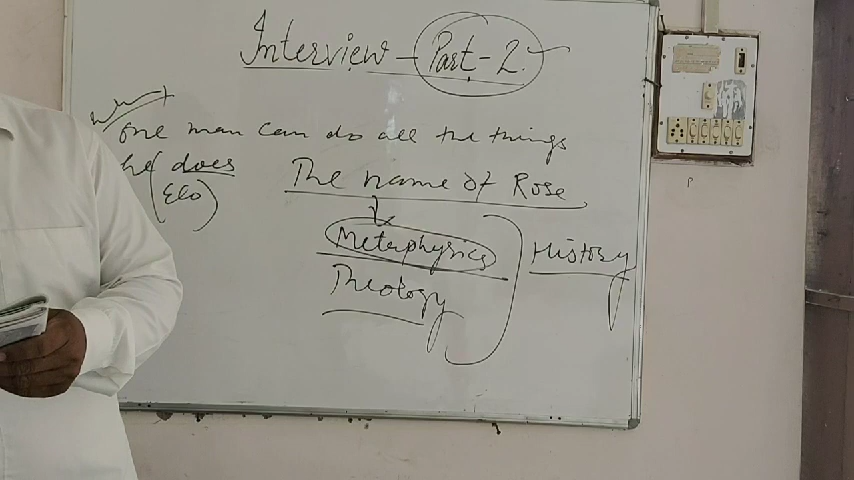 Interview - Part-2.
one man can do all the things
he does
(ECO)
The name of Rose
Metaphysics
Theology
History